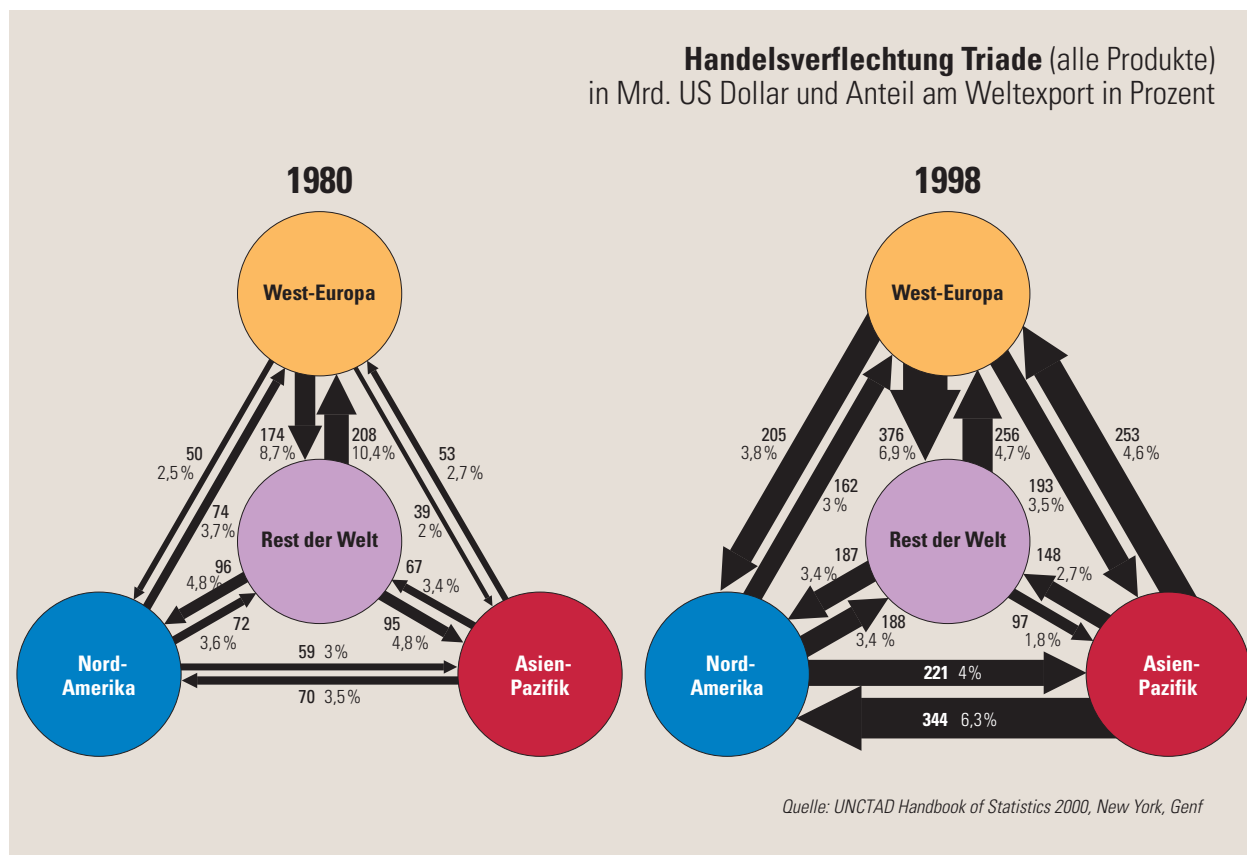 Handelsverflechtung Triade (alle Produkte)
in Mrd. US Dollar und Anteil am Weltexport in Prozent
1980
West-Europa
50
2,5 %
174
8,7 %
208
10,4 %
53
2,7 %
74
3,7%
39
2 %
Rest der Welt
96
4,8 %
67
3,4 %
72
3,6 %
95
4,8 %
59 3 %
70 3,5 %
Nord-
Amerika
Asien-
Pazifik
1998
West-Europa
205
3,8 %
376
6,9 %
256
4,7 %
253
4,6 %
162
3 %
193
3,5 %
Rest der Welt
187
3,4 %
148
2,7 %
188
3,4 %
97
1,8 %
221 4 %
344 6,3 %
Nord-
Amerika
Asien-
Pazifik
Quelle: UNCTAD Handbook of Statistics 2000, New York, Genf